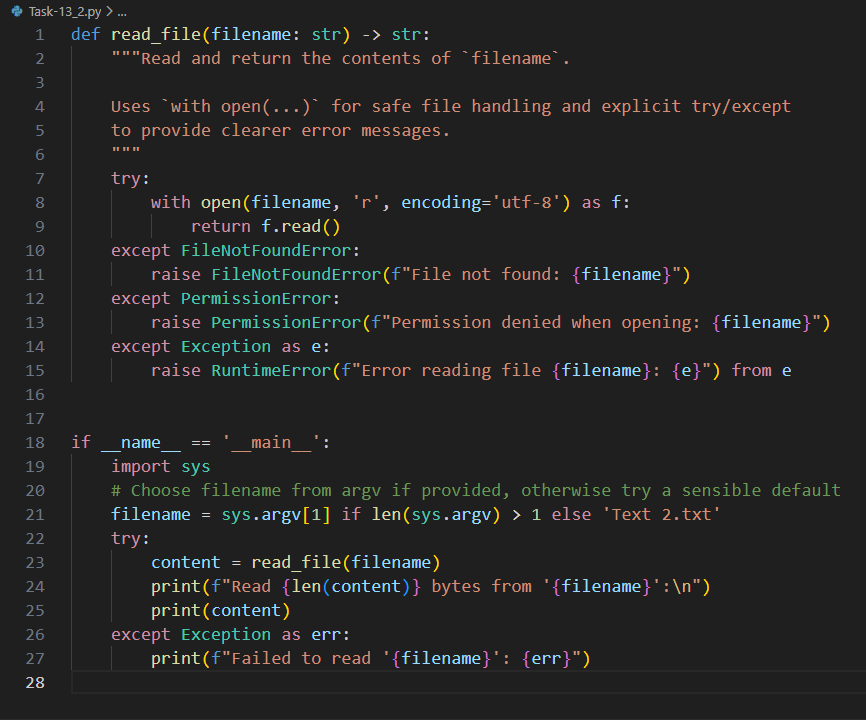 Task-13_2.py > ...
1 def read_file(filename: str) -> str:
2     """Read and return the contents of `filename`.
3
4     Uses `with open(...)` for safe file handling and explicit try/except
5     to provide clearer error messages.
6     """
7     try:
8         with open(filename, 'r', encoding='utf-8') as f:
9             return f.read()
10     except FileNotFoundError:
11         raise FileNotFoundError(f"File not found: {filename}")
12     except PermissionError:
13         raise PermissionError(f"Permission denied when opening: {filename}")
14     except Exception as e:
15         raise RuntimeError(f"Error reading file {filename}: {e}") from e
16
17
18 if __name__ == '__main__':
19     import sys
20     # Choose filename from argv if provided, otherwise try a sensible default
21     filename = sys.argv[1] if len(sys.argv) > 1 else 'Text 2.txt'
22     try:
23         content = read_file(filename)
24         print(f"Read {len(content)} bytes from '{filename}':\n")
25         print(content)
26     except Exception as err:
27         print(f"Failed to read '{filename}': {err}")
28